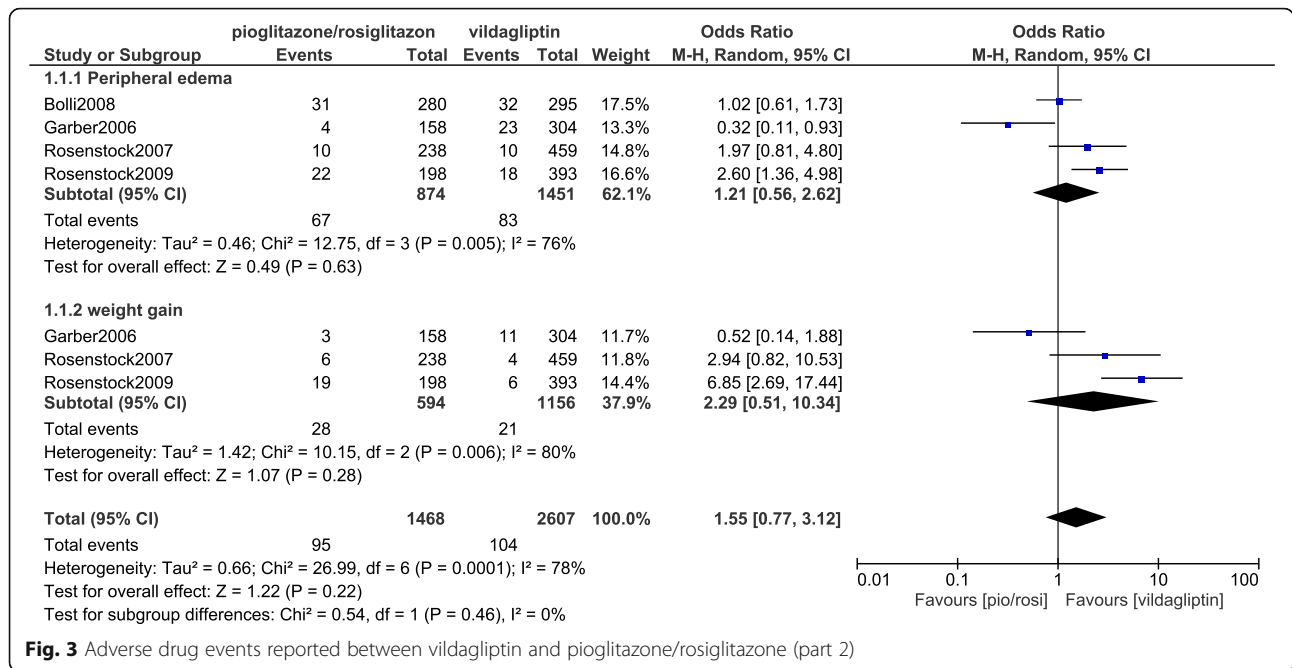 pioglitazone/rosiglitazon vildagliptin Odds Ratio Odds Ratio
Study or Subgroup Events Total Events Total Weight M-H, Random, 95% CI M-H, Random, 95% CI
1.1.1 Peripheral edema
Bolli2008 31 280 32 295 17.5% 1.02 [0.61, 1.73]
Garber2006 4 158 23 304 13.3% 0.32 [0.11, 0.93]
Rosenstock2007 10 238 10 459 14.8% 1.97 [0.81, 4.80]
Rosenstock2009 22 198 18 393 16.6% 2.60 [1.36, 4.98]
Subtotal (95% CI) 874 1451 62.1% 1.21 [0.56, 2.62]
Total events 67 83
Heterogeneity: Tau² = 0.46; Chi² = 12.75, df = 3 (P = 0.005); I² = 76%
Test for overall effect: Z = 0.49 (P = 0.63)
1.1.2 weight gain
Garber2006 3 158 11 304 11.7% 0.52 [0.14, 1.88]
Rosenstock2007 6 238 4 459 11.8% 2.94 [0.82, 10.53]
Rosenstock2009 19 198 6 393 14.4% 6.85 [2.69, 17.44]
Subtotal (95% CI) 594 1156 37.9% 2.29 [0.51, 10.34]
Total events 28 21
Heterogeneity: Tau² = 1.42; Chi² = 10.15, df = 2 (P = 0.006); I² = 80%
Test for overall effect: Z = 1.07 (P = 0.28)
Total (95% CI) 1468 2607 100.0% 1.55 [0.77, 3.12]
Total events 95 104
Heterogeneity: Tau² = 0.66; Chi² = 26.99, df = 6 (P = 0.0001); I² = 78%
Test for overall effect: Z = 1.22 (P = 0.22)
Test for subgroup differences: Chi² = 0.54, df = 1 (P = 0.46), I² = 0%
0.01 0.1 1 10 100
Favours [pio/rosi] Favours [vildagliptin]
Fig. 3 Adverse drug events reported between vildagliptin and pioglitazone/rosiglitazone (part 2)